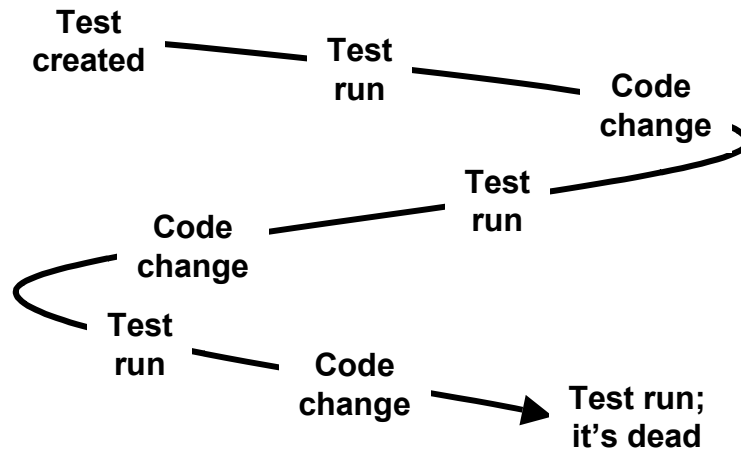 Test
created
Test
run
Code
change
Test
run
Code
change
Test
run
Code
change
Test run;
it’s dead